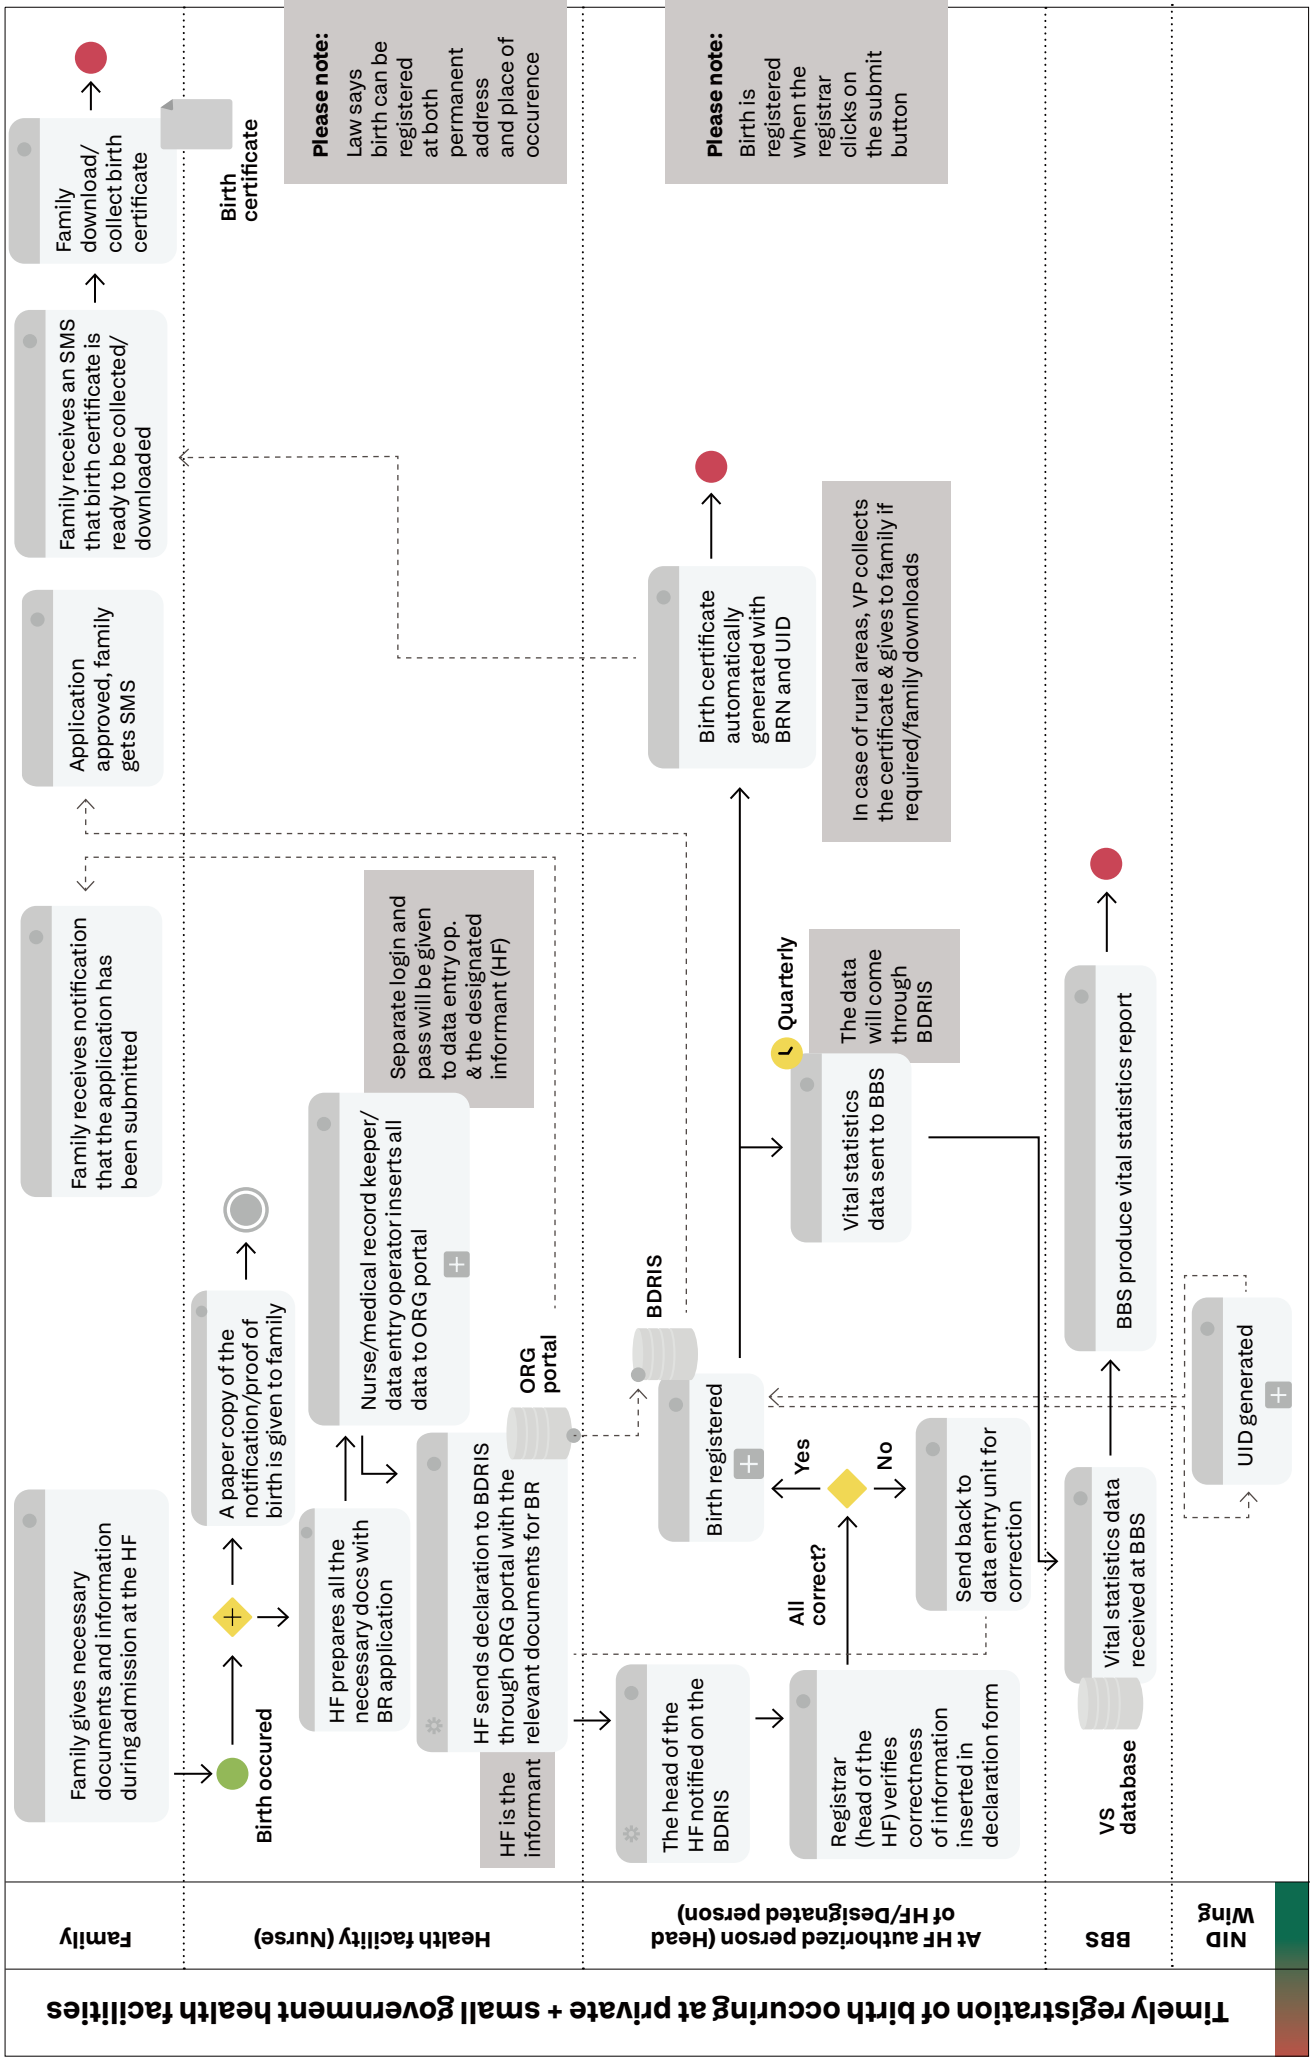 Timely registration of birth occuring at private + small government health facilities
Family
Family gives necessary
documents and information
during admission at the HF
Family receives notification
that the application has
been submitted
Application
approved, family
gets SMS
Family receives an SMS
that birth certificate is
ready to be collected/
downloaded
Family
download/
collect birth
certificate
Birth
certificate
Health facility (Nurse)
Birth occured
A paper copy of the
notification/proof of
birth is given to family
HF prepares all the
necessary docs with
BR application
Nurse/medical record keeper/
data entry operator inserts all
data to ORG portal
Separate login and
pass will be given
to data entry op.
& the designated
informant (HF)
HF sends declaration to BDRIS
through ORG portal with the
relevant documents for BR
HF is the
informant
ORG
portal
Please note:
Law says
birth can be
registered
at both
permanent
address
and place of
occurence
At HF authorized person (Head
of HF/Designated person)
The head of the
HF notified on the
BDRIS
Registrar
(head of the
HF) verifies
correctness
of information
inserted in
declaration form
All
correct?
Yes
No
Birth registered
BDRIS
Send back to
data entry unit for
correction
Vital statistics
data sent to BBS
Quarterly
The data
will come
through
BDRIS
Birth certificate
automatically
generated with
BRN and UID
In case of rural areas, VP collects
the certificate & gives to family if
required/family downloads
Please note:
Birth is
registered
when the
registrar
clicks on
the submit
button
BBS
VS
database
Vital statistics data
received at BBS
BBS produce vital statistics report
NID
Wing
UID generated